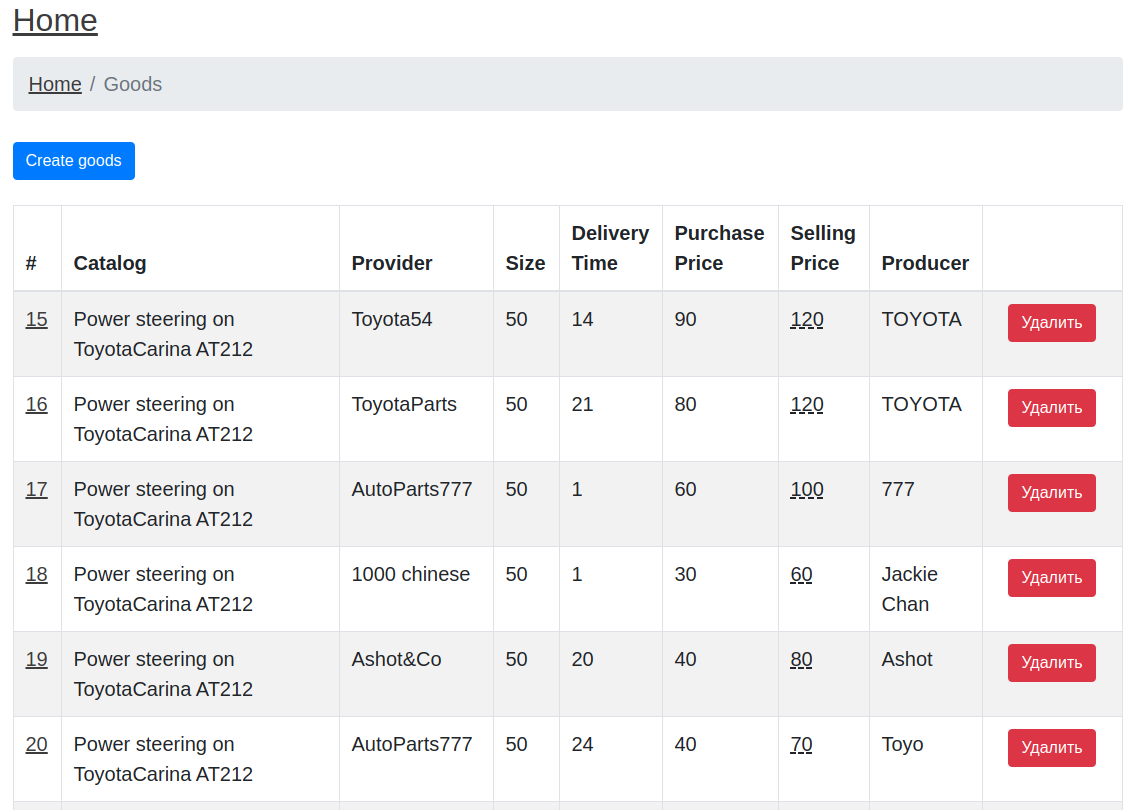 Home
Home / Goods
Create goods
# Catalog Provider Size Delivery Time Purchase Price Selling Price Producer
15 Power steering on ToyotaCarina AT212 Toyota54 50 14 90 120 TOYOTA Удалить
16 Power steering on ToyotaCarina AT212 ToyotaParts 50 21 80 120 TOYOTA Удалить
17 Power steering on ToyotaCarina AT212 AutoParts777 50 1 60 100 777 Удалить
18 Power steering on ToyotaCarina AT212 1000 chinese 50 1 30 60 Jackie Chan Удалить
19 Power steering on ToyotaCarina AT212 Ashot&Co 50 20 40 80 Ashot Удалить
20 Power steering on ToyotaCarina AT212 AutoParts777 50 24 40 70 Toyo Удалить